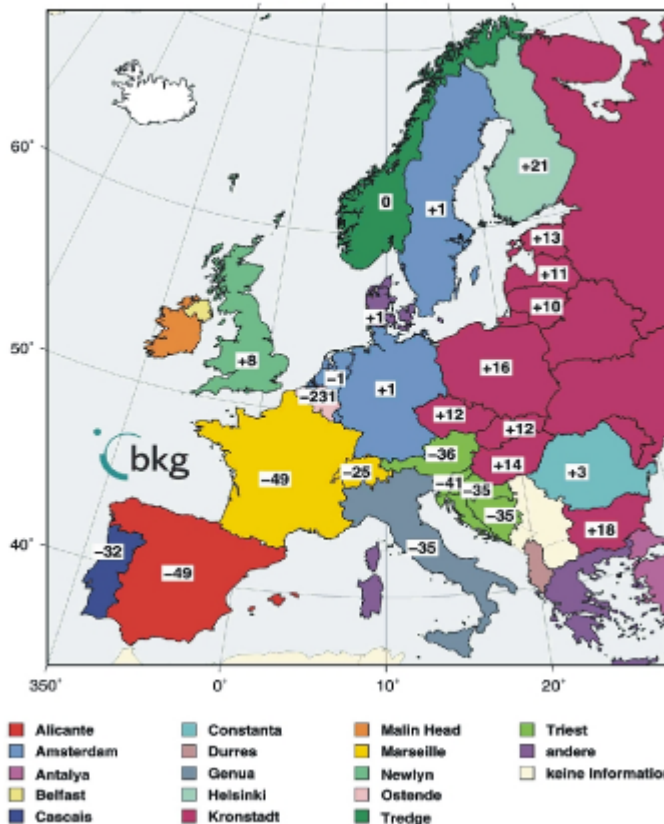 60°
50°
40°
0
+1
+21
+13
+11
+10
+1
+8
-1
-231
+1
+16
+12
+12
-36
+14
+3
-49
-25
-41
-35
-35
+18
-32
-49
-35
bkg
350°
0°
10°
20°
Alicante
Amsterdam
Antalya
Belfast
Cascais
Constanta
Durres
Genua
Helsinki
Kronstadt
Malin Head
Marseille
Newlyn
Ostende
Tredge
Triest
andere
keine Information